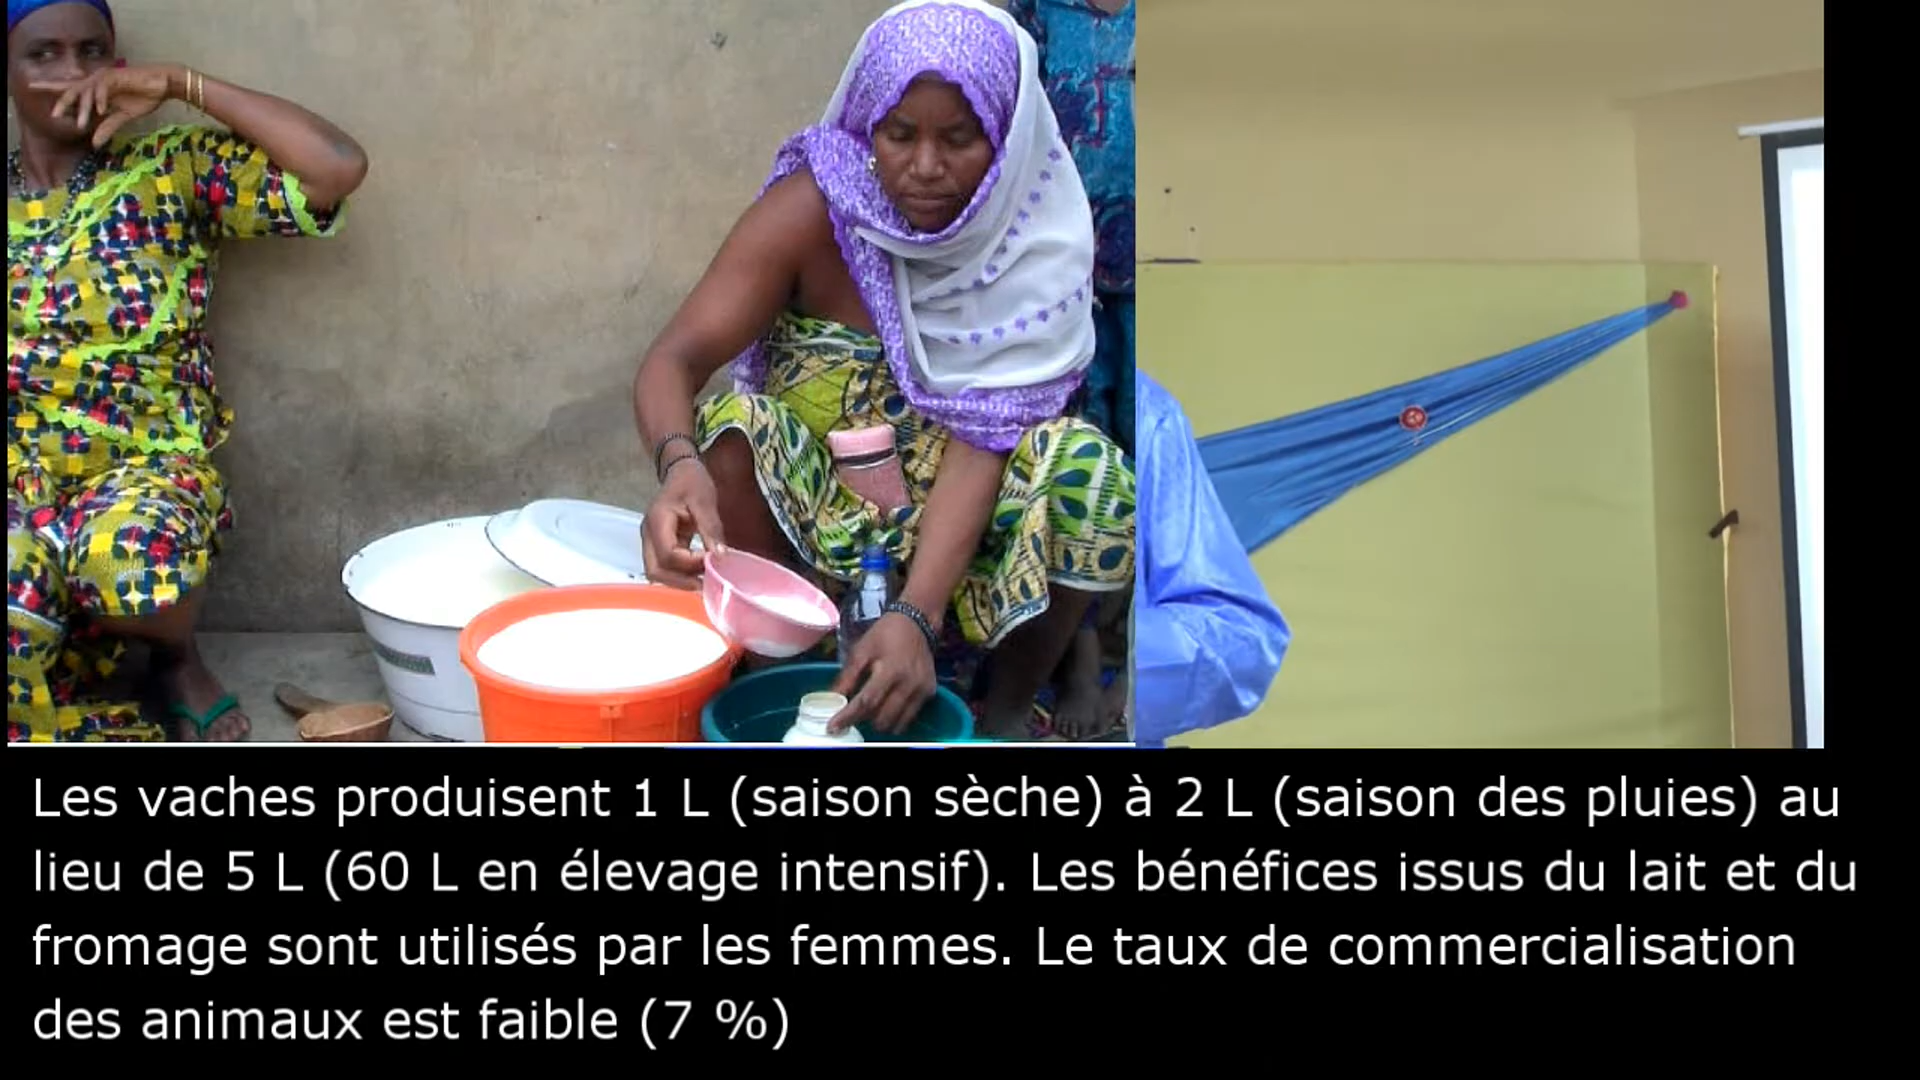 Les vaches produisent 1 L (saison sèche) à 2 L (saison des pluies) au
lieu de 5 L (60 L en élevage intensif). Les bénéfices issus du lait et du
fromage sont utilisés par les femmes. Le taux de commercialisation
des animaux est faible (7 %)